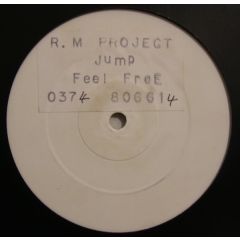 R.M PROJECT
Jump
Feel FreE
0374 806614